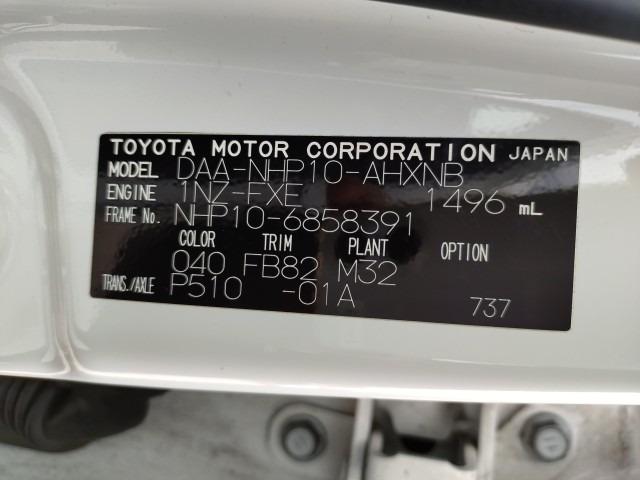 TOYOTA MOTOR CORPORATION JAPAN
MODEL DAA-NHP10-AHXNB
ENGINE 1NZ-FXE 1496 mL
FRAME No. NHP10-6858391
COLOR TRIM PLANT OPTION
040 FB82 M32
TRANS./AXLE P510 -01A 737